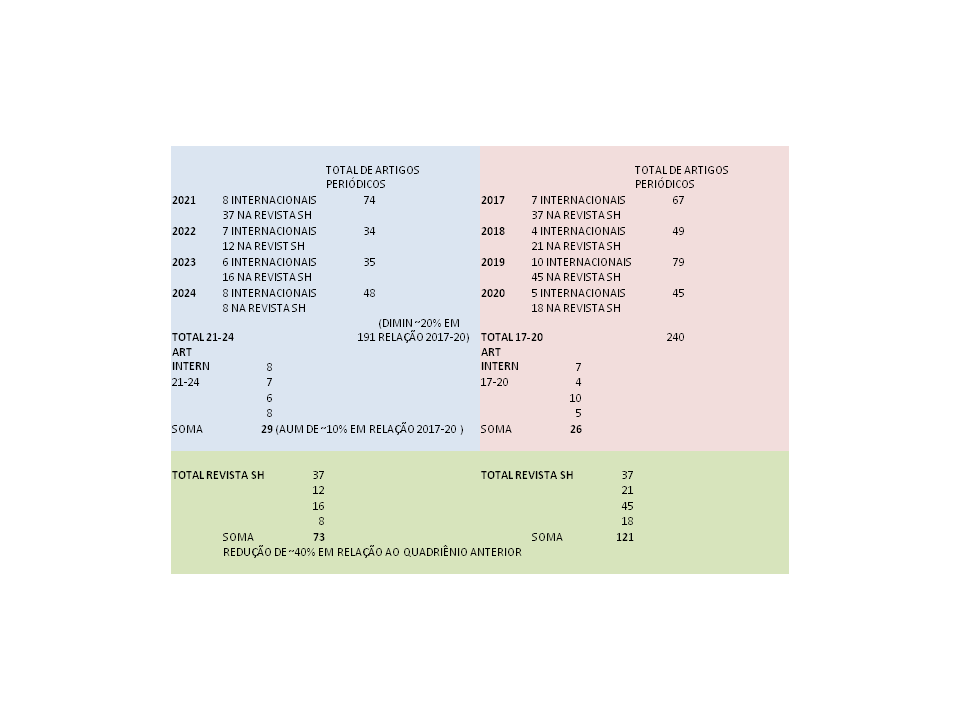 TOTAL DE ARTIGOS
PERIÓDICOS
2021 8 INTERNACIONAIS 74
37 NA REVISTA SH
2022 7 INTERNACIONAIS 34
12 NA REVIST SH
2023 6 INTERNACIONAIS 35
16 NA REVISTA SH
2024 8 INTERNACIONAIS 48
8 NA REVISTA SH
(DIMIN ~20% EM
TOTAL 21-24 191 RELAÇÃO 2017-20)
ART
INTERN 8
21-24 7
6
8
SOMA 29 (AUM DE ~10% EM RELAÇÃO 2017-20 )
TOTAL DE ARTIGOS
PERIÓDICOS
2017 7 INTERNACIONAIS 67
37 NA REVISTA SH
2018 4 INTERNACIONAIS 49
21 NA REVISTA SH
2019 10 INTERNACIONAIS 79
45 NA REVISTA SH
2020 5 INTERNACIONAIS 45
18 NA REVISTA SH
TOTAL 17-20 240
ART
INTERN 7
17-20 4
10
5
SOMA 26
TOTAL REVISTA SH 37
12
16
8
SOMA 73
REDUÇÃO DE ~40% EM RELAÇÃO AO QUADRIÊNIO ANTERIOR
TOTAL REVISTA SH 37
21
45
18
SOMA 121